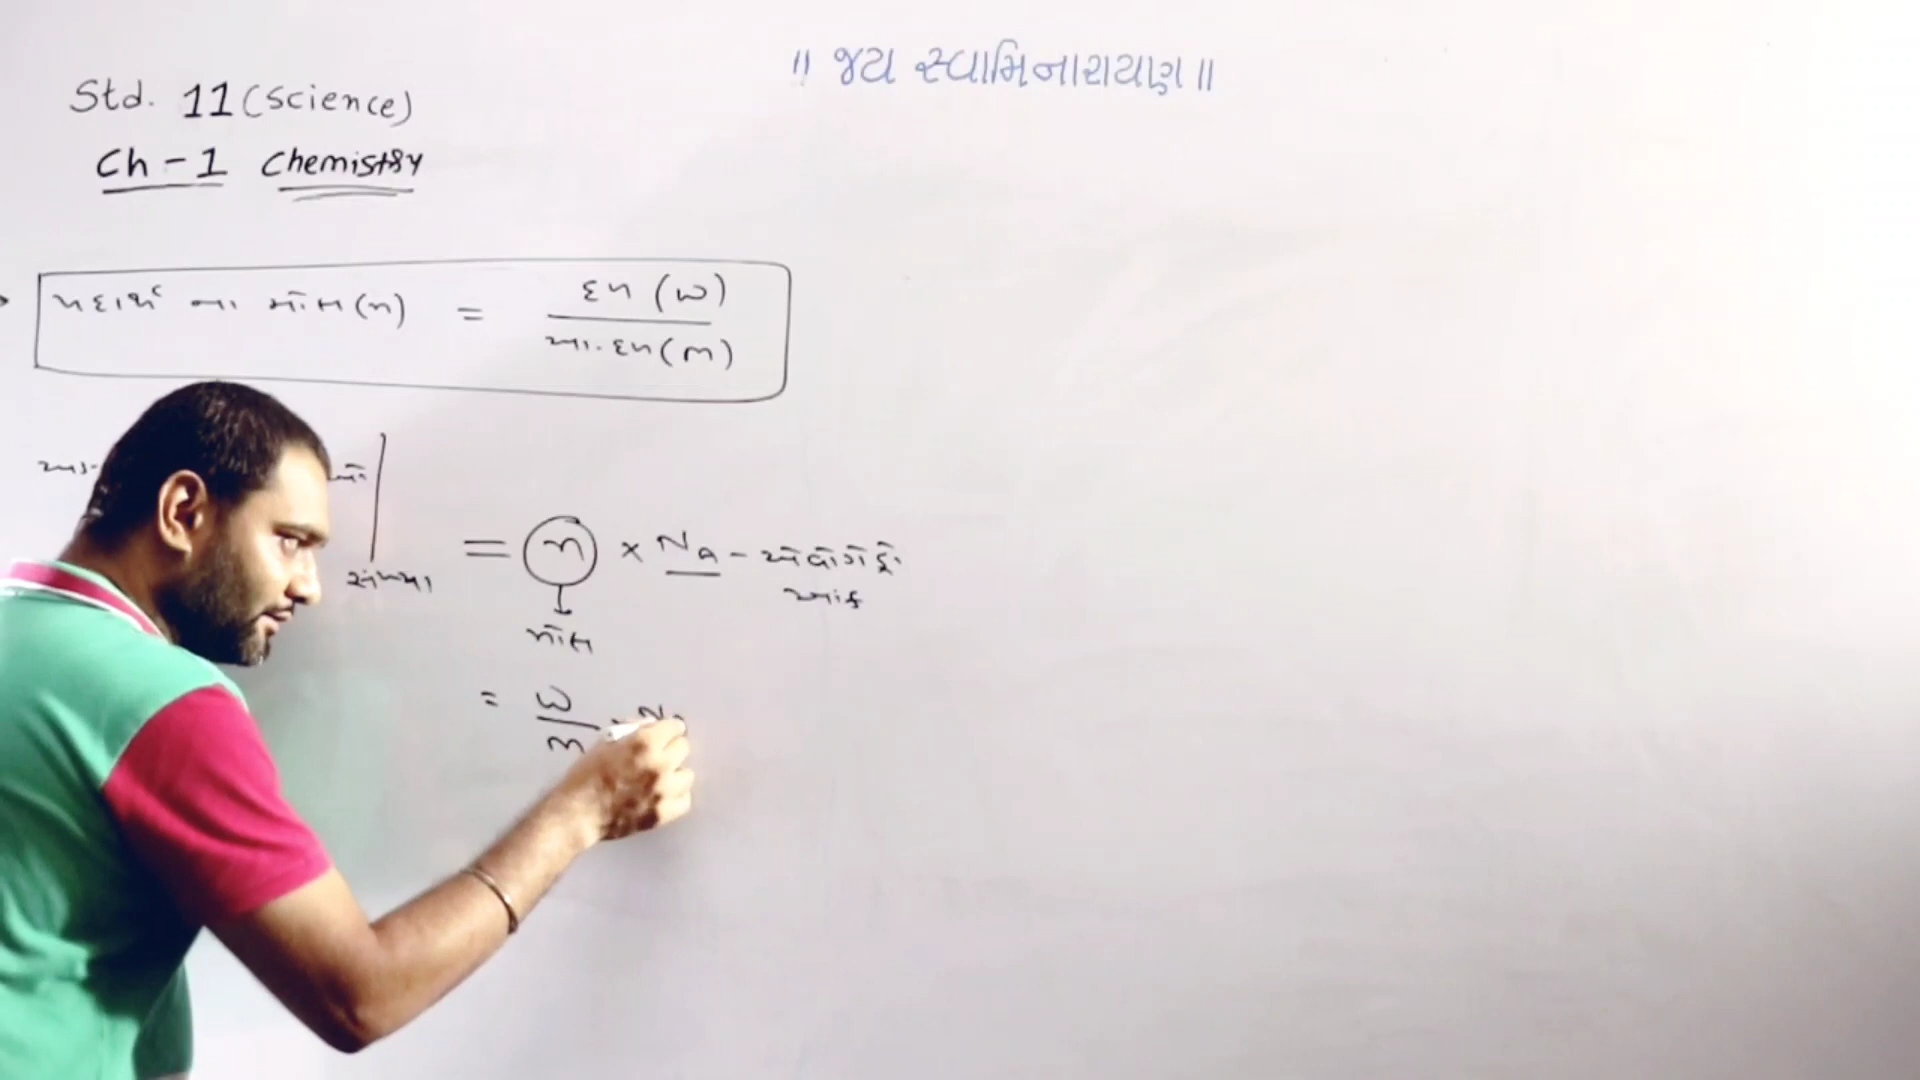 ॥ જય સ્વામિનારાયણ ॥
Std. 11 (Science)
Ch - 1 Chemistry
પદાર્થ ના મોલ (n) = દળ (w)
આ. દળ (m)
સંખ્યા = n × NA - એવોગેડ્રો
આંક
મોલ
= w
m